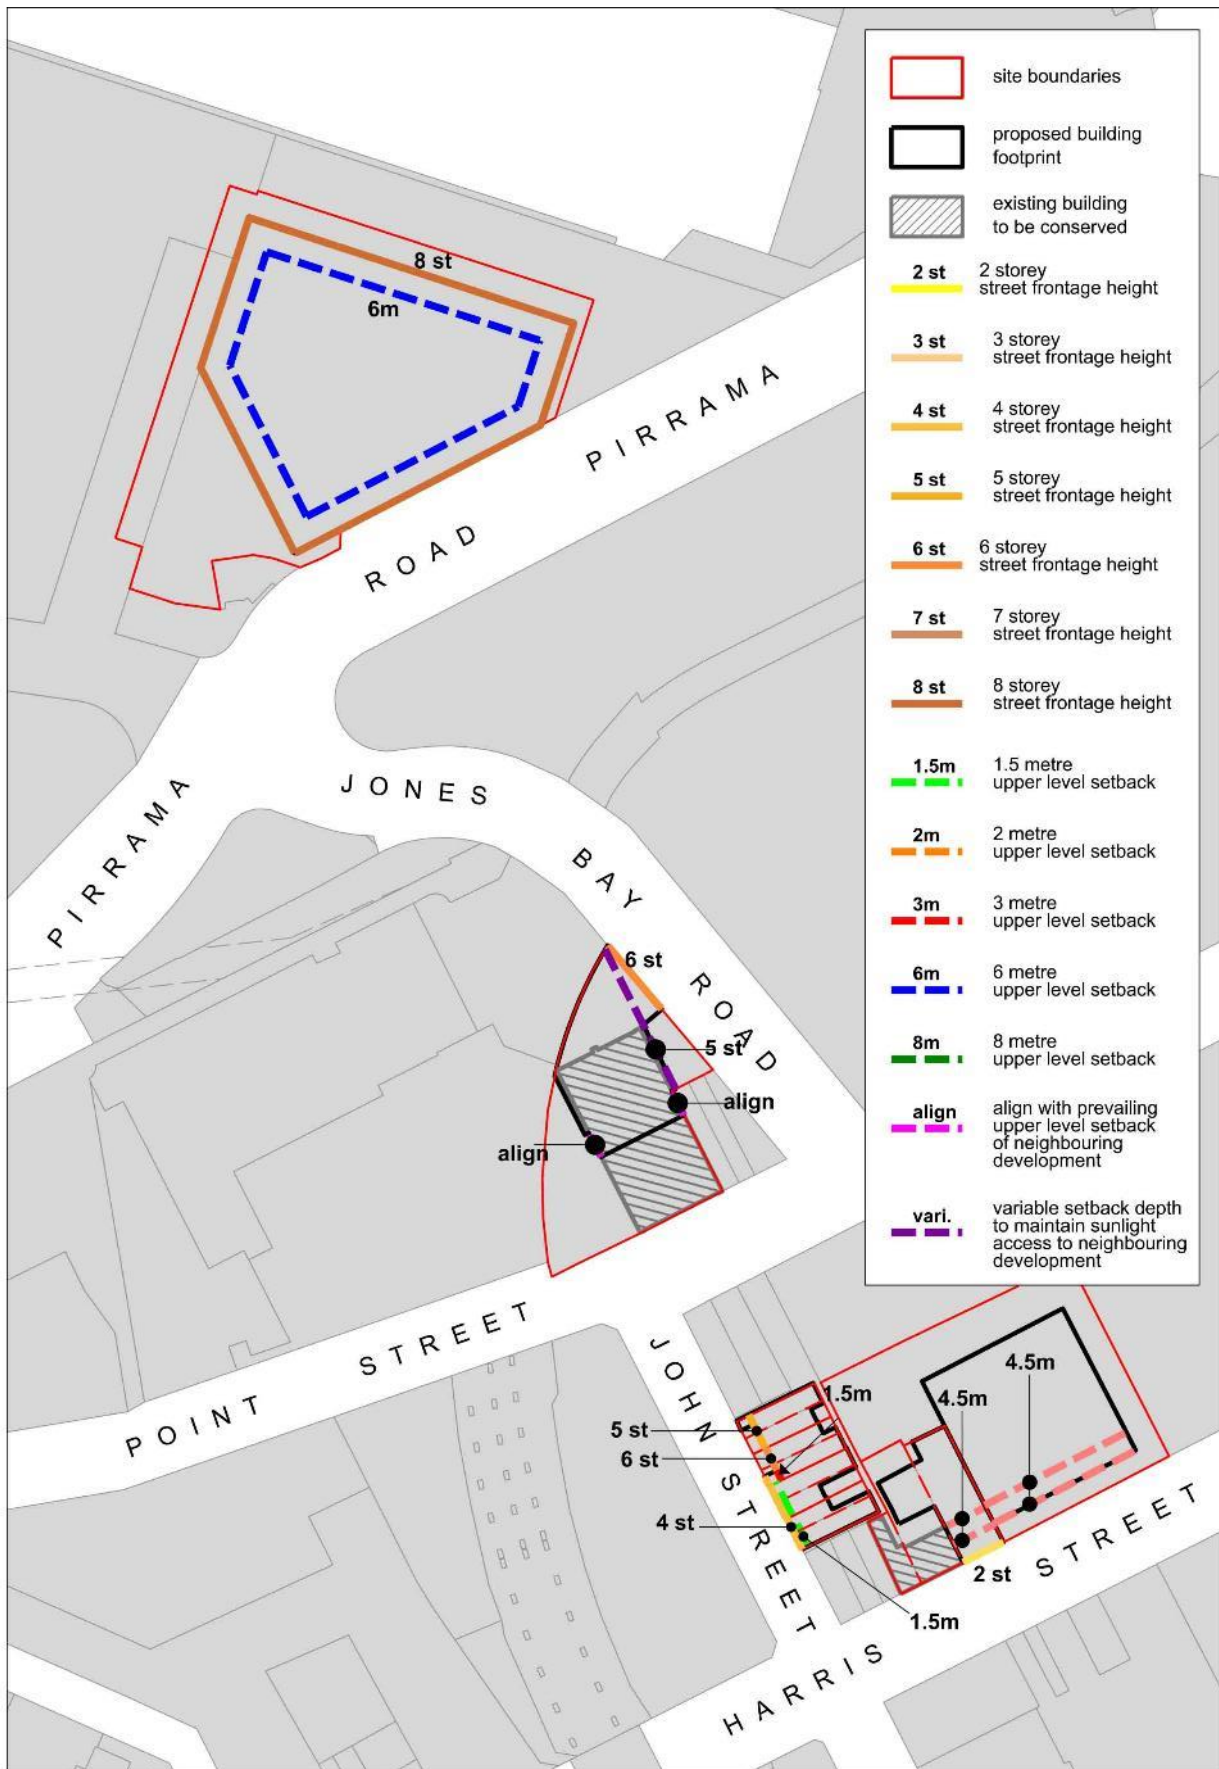 site boundaries
proposed building
footprint
existing building
to be conserved
2 st
2 storey
street frontage height
3 st
3 storey
street frontage height
4 st
4 storey
street frontage height
5 st
5 storey
street frontage height
6 st
6 storey
street frontage height
7 st
7 storey
street frontage height
8 st
8 storey
street frontage height
1.5m
1.5 metre
upper level setback
2m
2 metre
upper level setback
3m
3 metre
upper level setback
6m
6 metre
upper level setback
8m
8 metre
upper level setback
align
align with prevailing
upper level setback
of neighbouring
development
vari.
variable setback depth
to maintain sunlight
access to neighbouring
development
8 st
6m
PIRRAMA
ROAD
PIRRAMA
JONES
BAY
ROAD
6 st
5 st
align
align
POINT STREET
JOHN STREET
HARRIS STREET
1.5m
4.5m
4.5m
5 st
6 st
4 st
2 st
1.5m